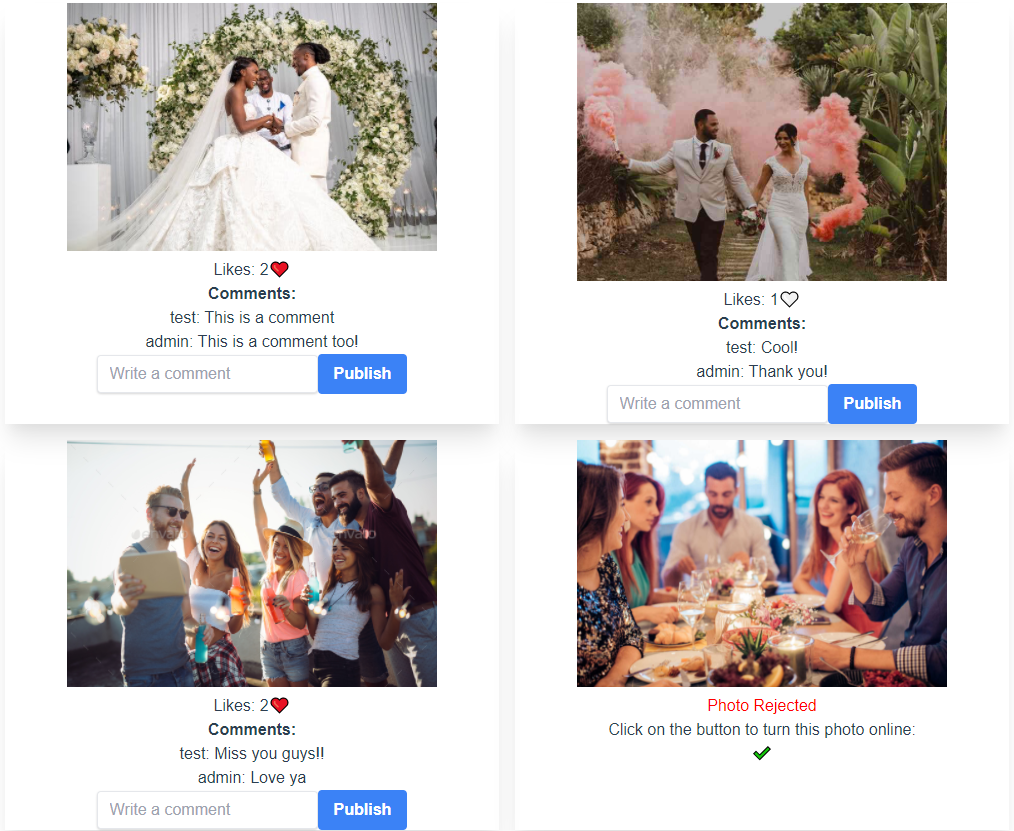 Likes: 2
Comments:
test: This is a comment
admin: This is a comment too!
Write a comment
Publish
Likes: 1
Comments:
test: Cool!
admin: Thank you!
Write a comment
Publish
Likes: 2
Comments:
test: Miss you guys!!
admin: Love ya
Write a comment
Publish
Photo Rejected
Click on the button to turn this photo online: